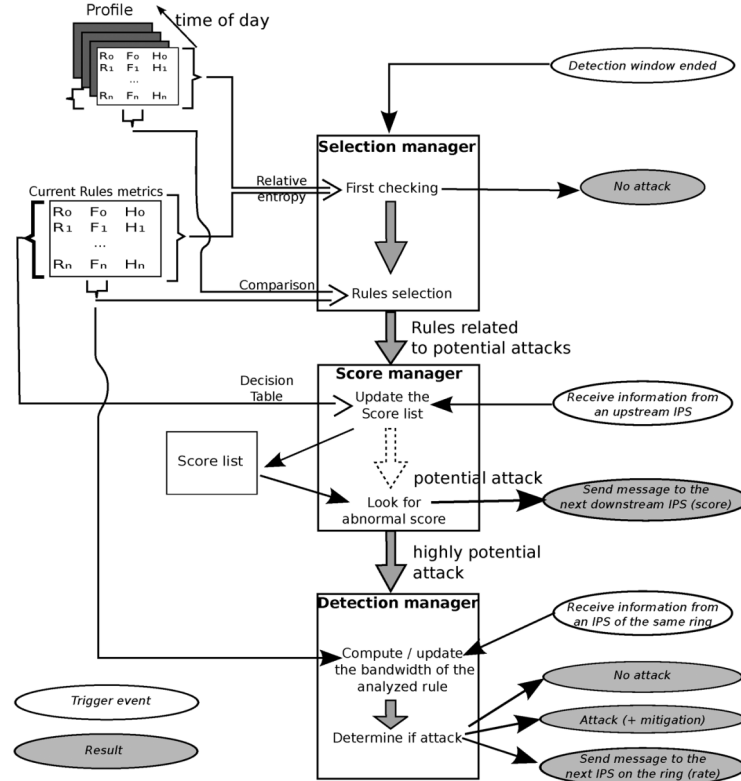 Profile
time of day
R₀ F₀ H₀
R₁ F₁ H₁
...
Rₙ Fₙ Hₙ
Detection window ended
Selection manager
Current Rules metrics
R₀ F₀ H₀
R₁ F₁ H₁
...
Rₙ Fₙ Hₙ
Relative
entropy
First checking
No attack
Comparison
Rules selection
Rules related
to potential attacks
Score manager
Decision
Table
Update the
Score list
Receive information from
an upstream IPS
Score list
potential attack
Look for
abnormal score
Send message to the
next downstream IPS (score)
highly potential
attack
Detection manager
Receive information from
an IPS of the same ring
Compute / update
the bandwidth of the
analyzed rule
No attack
Trigger event
Determine if attack
Attack (+ mitigation)
Result
Send message to the
next IPS on the ring (rate)